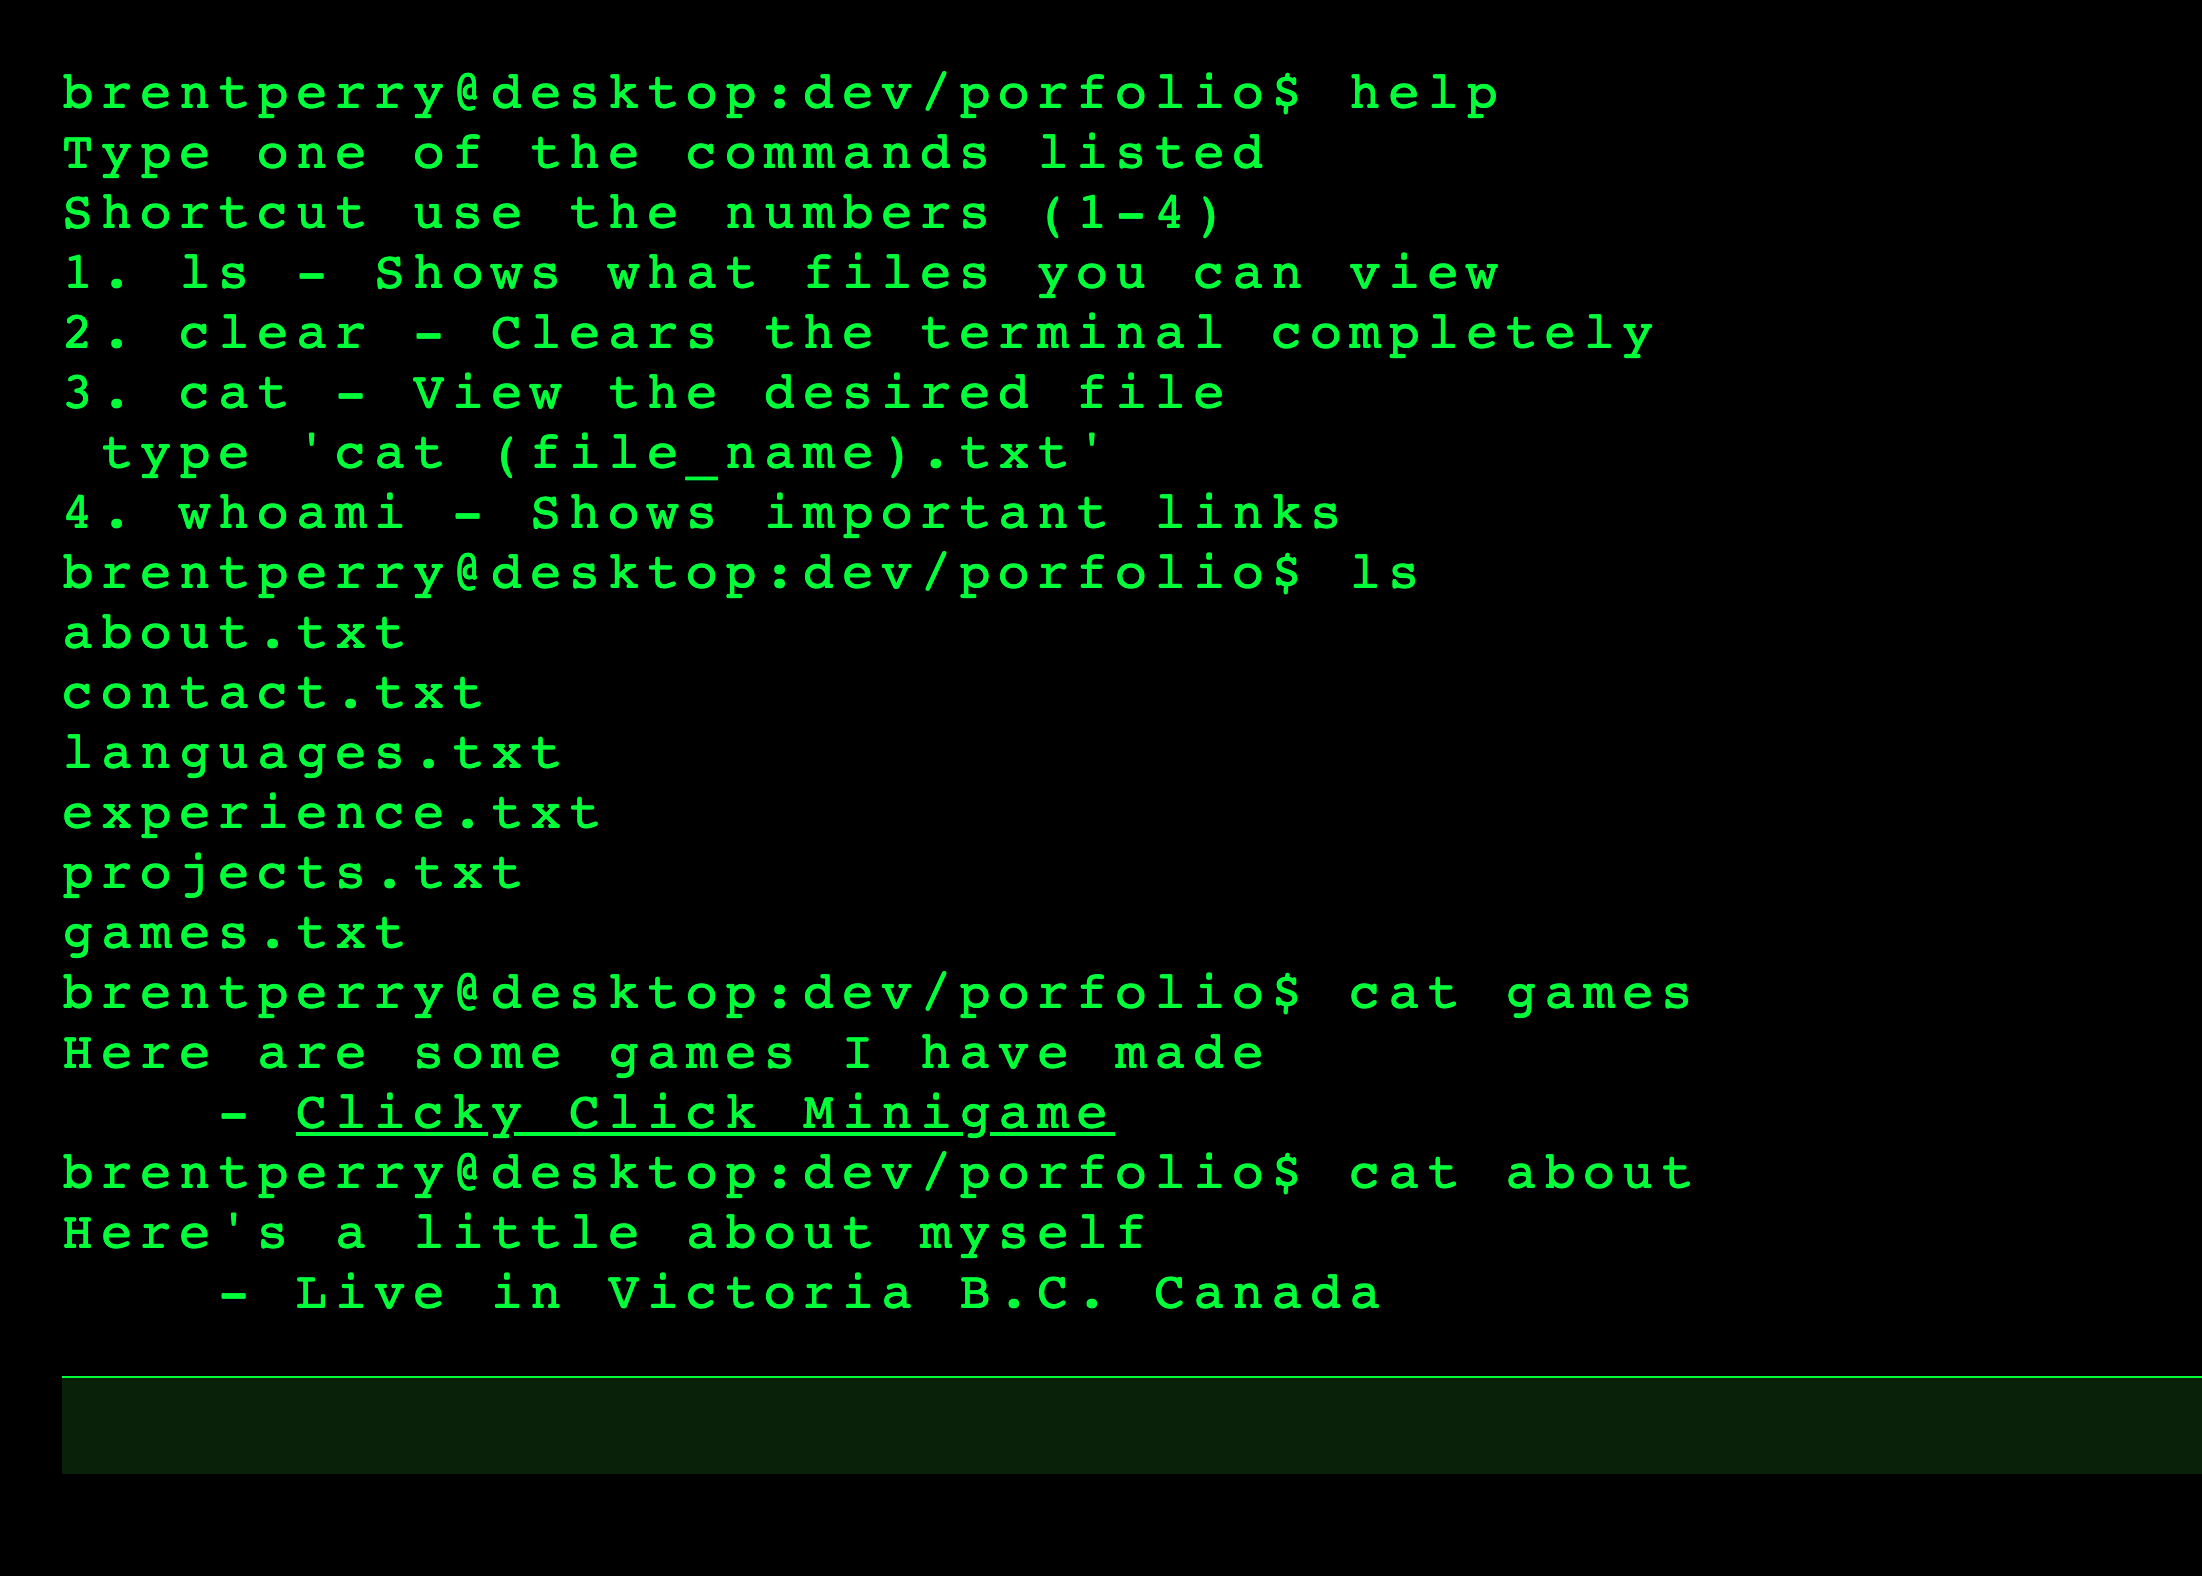 brentperry@desktop:dev/porfolio$ help
Type one of the commands listed
Shortcut use the numbers (1-4)
1. ls - Shows what files you can view
2. clear - Clears the terminal completely
3. cat - View the desired file
 type 'cat (file_name).txt'
4. whoami - Shows important links
brentperry@desktop:dev/porfolio$ ls
about.txt
contact.txt
languages.txt
experience.txt
projects.txt
games.txt
brentperry@desktop:dev/porfolio$ cat games
Here are some games I have made
    - Clicky Click Minigame
brentperry@desktop:dev/porfolio$ cat about
Here's a little about myself
    - Live in Victoria B.C. Canada